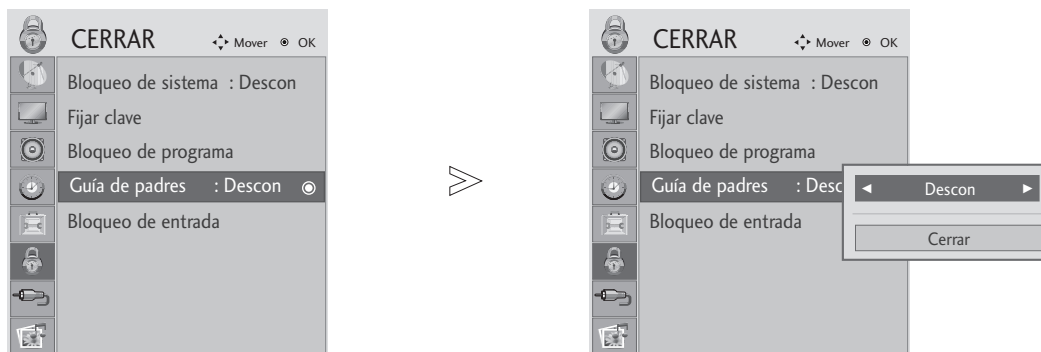 CERRAR Mover OK
Bloqueo de sistema : Descon
Fijar clave
Bloqueo de programa
Guía de padres : Descon
Bloqueo de entrada
CERRAR Mover OK
Bloqueo de sistema : Descon
Fijar clave
Bloqueo de programa
Guía de padres : Desc
Bloqueo de entrada
Descon
Cerrar